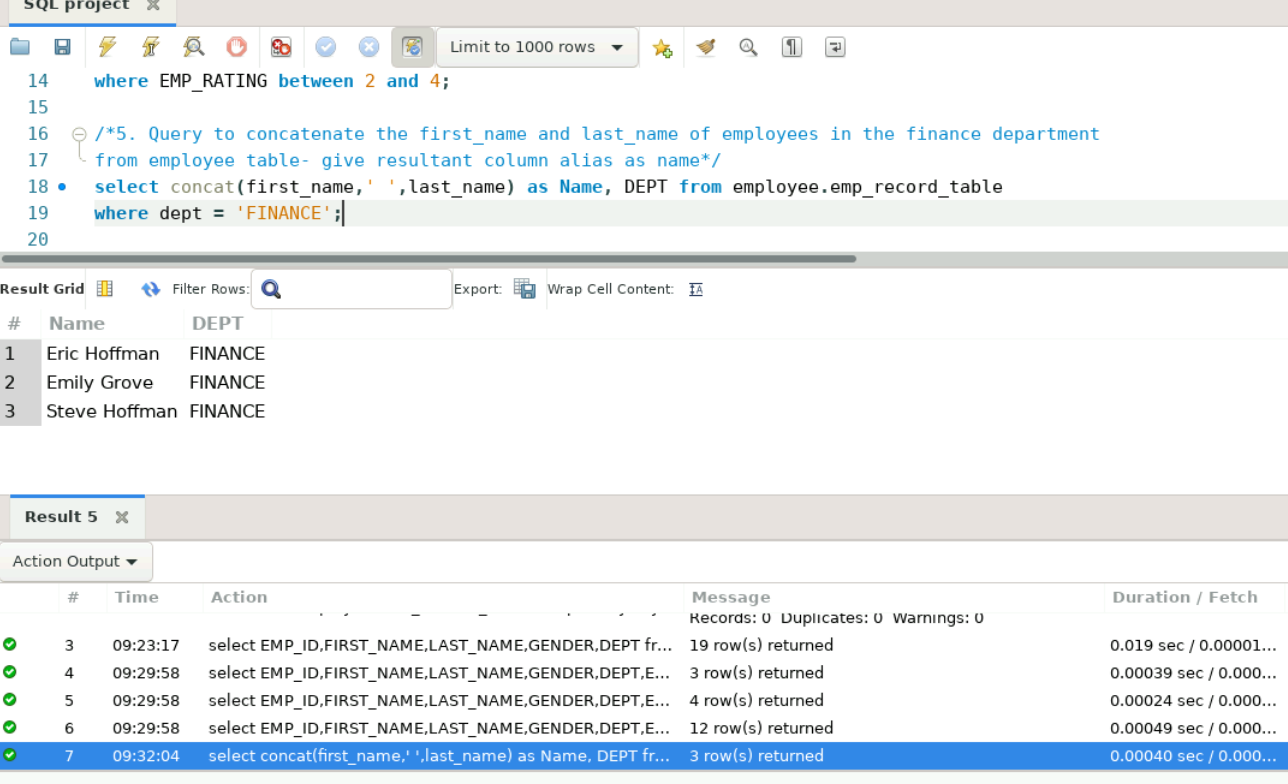 SQL project
Limit to 1000 rows
14 where EMP_RATING between 2 and 4;
15
16 /*5. Query to concatenate the first_name and last_name of employees in the finance department
17 from employee table- give resultant column alias as name*/
18 select concat(first_name,' ',last_name) as Name, DEPT from employee.emp_record_table
19 where dept = 'FINANCE';
20
Result Grid Filter Rows: Export: Wrap Cell Content:
# Name DEPT
1 Eric Hoffman FINANCE
2 Emily Grove FINANCE
3 Steve Hoffman FINANCE
Result 5
Action Output
# Time Action Message Duration / Fetch
Records: 0 Duplicates: 0 Warnings: 0
3 09:23:17 select EMP_ID,FIRST_NAME,LAST_NAME,GENDER,DEPT fr... 19 row(s) returned 0.019 sec / 0.00001...
4 09:29:58 select EMP_ID,FIRST_NAME,LAST_NAME,GENDER,DEPT,E... 3 row(s) returned 0.00039 sec / 0.000...
5 09:29:58 select EMP_ID,FIRST_NAME,LAST_NAME,GENDER,DEPT,E... 4 row(s) returned 0.00024 sec / 0.000...
6 09:29:58 select EMP_ID,FIRST_NAME,LAST_NAME,GENDER,DEPT,E... 12 row(s) returned 0.00049 sec / 0.000...
7 09:32:04 select concat(first_name,' ',last_name) as Name, DEPT fr... 3 row(s) returned 0.00040 sec / 0.000...